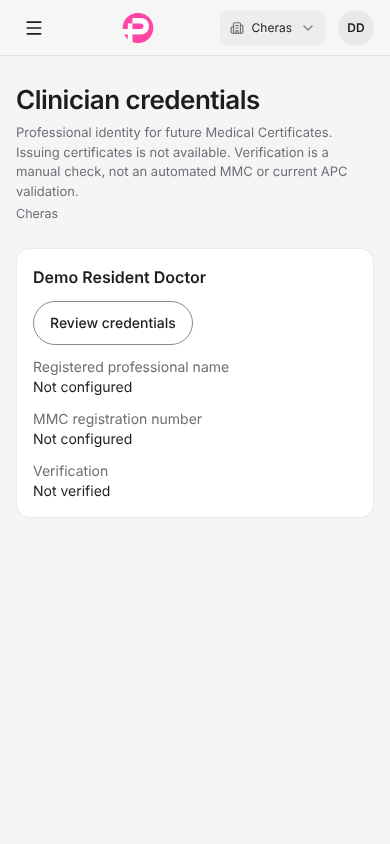 Cheras
DD
Clinician credentials
Professional identity for future Medical Certificates.
Issuing certificates is not available. Verification is a
manual check, not an automated MMC or current APC
validation.
Cheras
Demo Resident Doctor
Review credentials
Registered professional name
Not configured
MMC registration number
Not configured
Verification
Not verified